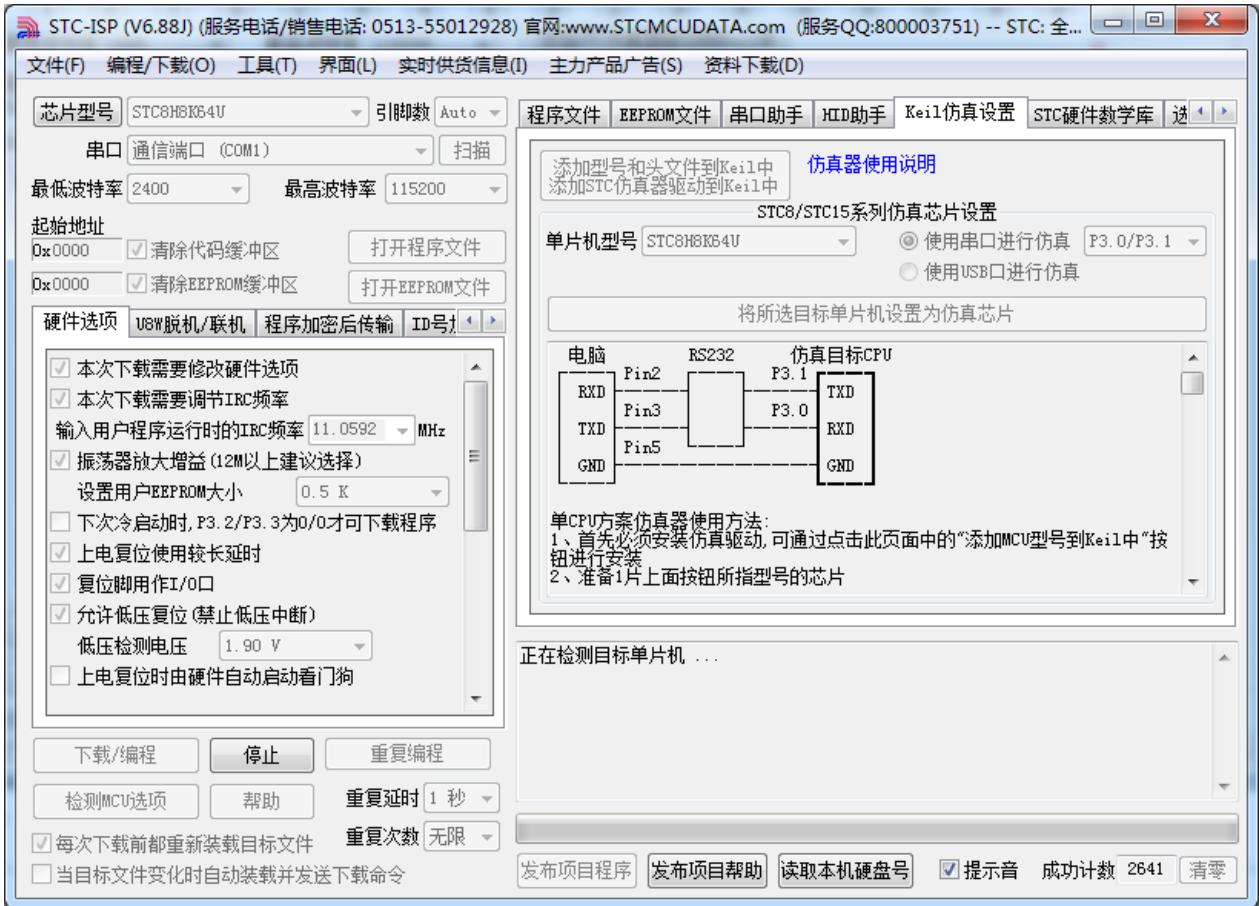 STC-ISP (V6.88J) (服务电话/销售电话: 0513-55012928) 官网:www.STCMCUDATA.com (服务QQ:800003751) -- STC: 全...
文件(F) 编程/下载(O) 工具(T) 界面(L) 实时供货信息(I) 主力产品广告(S) 资料下载(D)
芯片型号 STC8H8K64U 引脚数 Auto
串口 通信端口 (COM1) 扫描
最低波特率 2400 最高波特率 115200
起始地址
0x0000 清除代码缓冲区 打开程序文件
0x0000 清除EEPROM缓冲区 打开EEPROM文件
硬件选项 U8W脱机/联机 程序加密后传输 ID号
本次下载需要修改硬件选项
本次下载需要调节IRC频率
输入用户程序运行时的IRC频率 11.0592 MHz
振荡器放大增益(12M以上建议选择)
设置用户EEPROM大小 0.5 K
下次冷启动时,P3.2/P3.3为0/0才可下载程序
上电复位使用较长延时
复位脚用作I/O口
允许低压复位(禁止低压中断)
低压检测电压 1.90 V
上电复位时由硬件自动启动看门狗
下载/编程 停止 重复编程
检测MCU选项 帮助 重复延时 1 秒
每次下载前都重新装载目标文件 重复次数 无限
当目标文件变化时自动装载并发送下载命令
程序文件 EEPROM文件 串口助手 HID助手 Keil仿真设置 STC硬件数学库 选
添加型号和头文件到Keil中
添加STC仿真器驱动到Keil中
仿真器使用说明
STC8/STC15系列仿真芯片设置
单片机型号 STC8H8K64U 使用串口进行仿真 P3.0/P3.1
使用USB口进行仿真
将所选目标单片机设置为仿真芯片
电脑 RS232 仿真目标CPU
Pin2 P3.1
RXD TXD
Pin3 P3.0
TXD RXD
Pin5
GND GND
单CPU方案仿真器使用方法:
1、首先必须安装仿真驱动,可通过点击此页面中的“添加MCU型号到Keil中”按
钮进行安装
2、准备1片上面按钮所指型号的芯片
正在检测目标单片机 ...
发布项目程序 发布项目帮助 读取本机硬盘号 提示音 成功计数 2641 清零